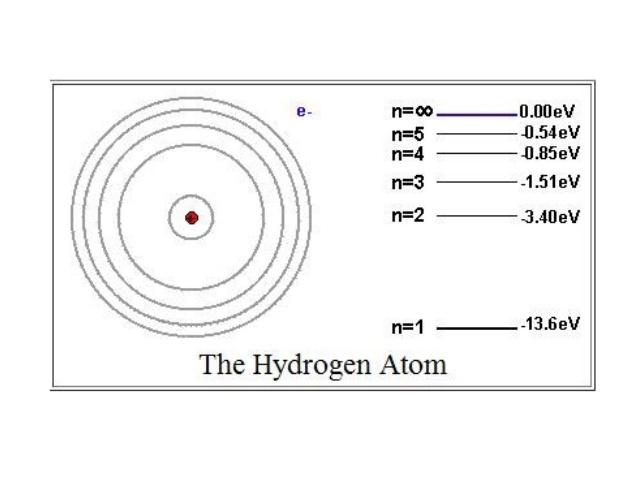 e-
n=∞ 0.00eV
n=5 -0.54eV
n=4 -0.85eV
n=3 -1.51eV
n=2 -3.40eV
n=1 -13.6eV
The Hydrogen Atom